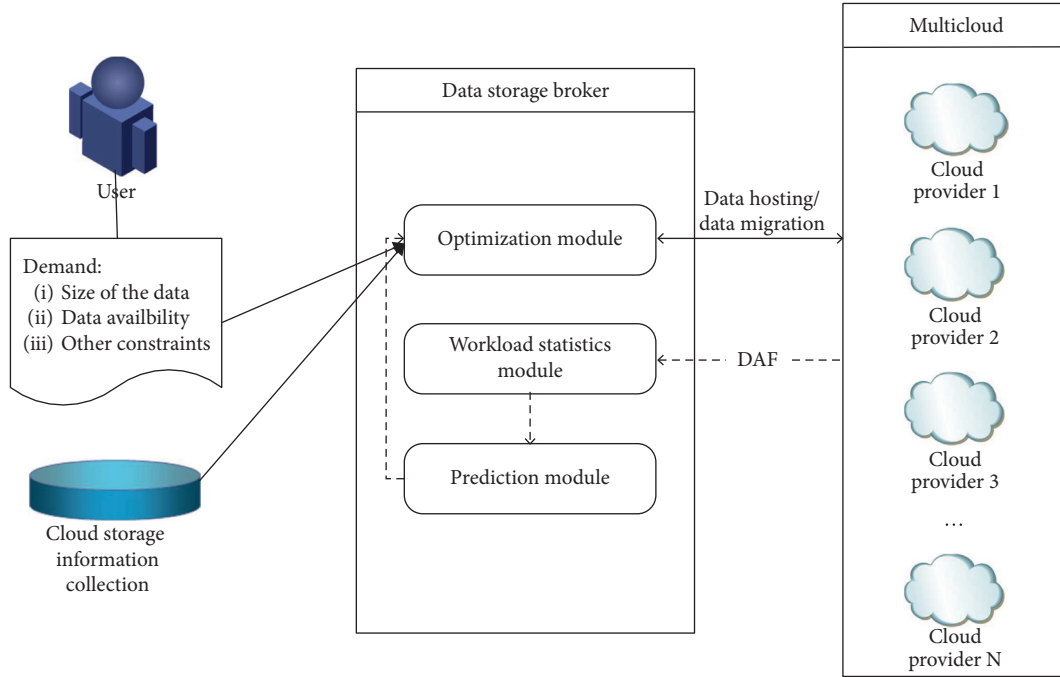 User
Demand:
(i) Size of the data
(ii) Data availbility
(iii) Other constraints
Cloud storage
information
collection
Data storage broker
Optimization module
Workload statistics
module
Prediction module
Data hosting/
data migration
DAF
Multicloud
Cloud
provider 1
Cloud
provider 2
Cloud
provider 3
...
Cloud
provider N